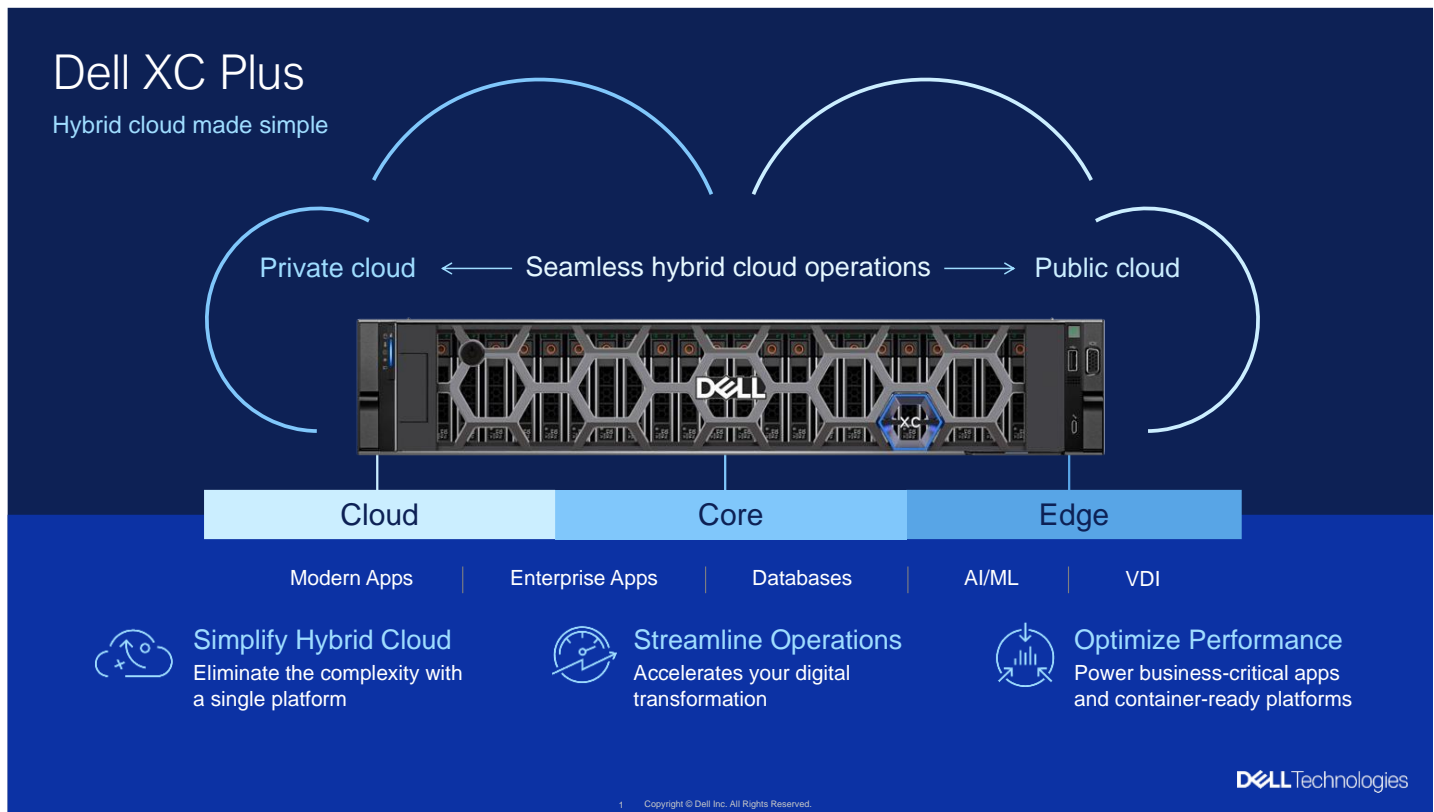 Dell XC Plus
Hybrid cloud made simple
Private cloud
Seamless hybrid cloud operations
Public cloud
DELL
XC
Cloud
Core
Edge
Modern Apps
Enterprise Apps
Databases
AI/ML
VDI
Simplify Hybrid Cloud
Eliminate the complexity with
a single platform
Streamline Operations
Accelerates your digital
transformation
Optimize Performance
Power business-critical apps
and container-ready platforms
DELLTechnologies
1 Copyright © Dell Inc. All Rights Reserved.